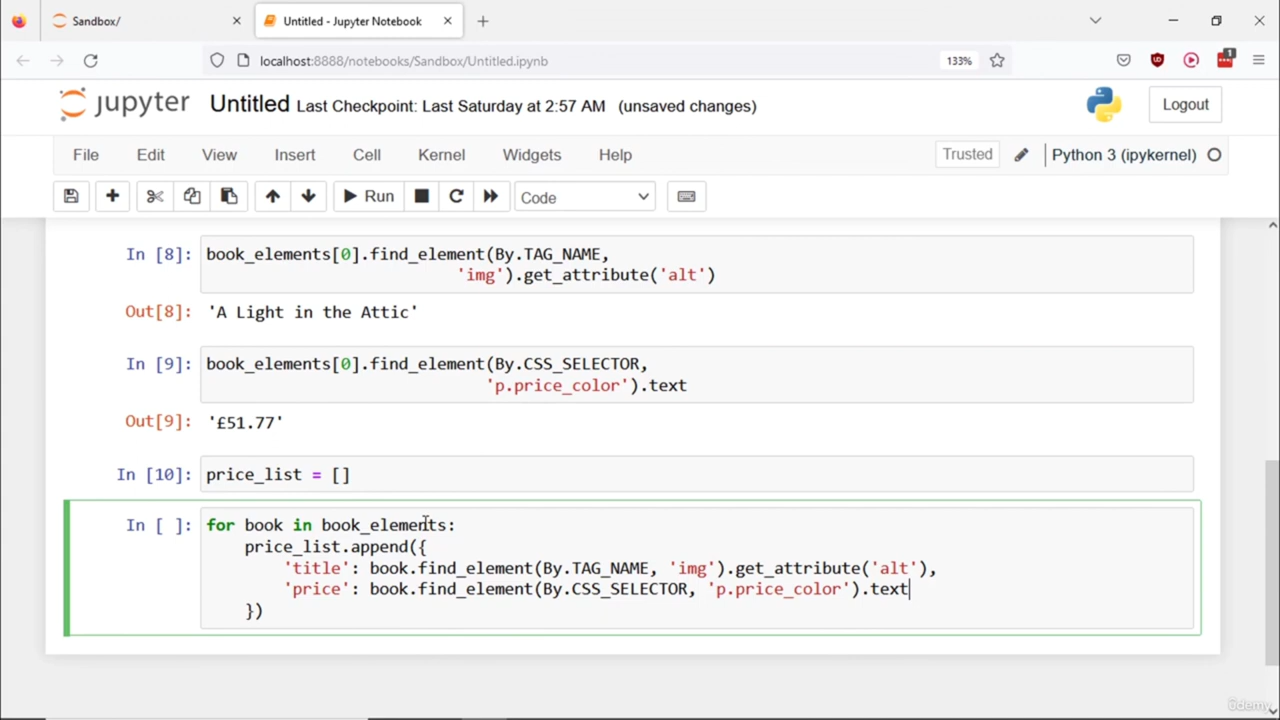 Sandbox/
Untitled - Jupyter Notebook
localhost:8888/notebooks/Sandbox/Untitled.ipynb
133%
1
jupyter Untitled Last Checkpoint: Last Saturday at 2:57 AM (unsaved changes)
Logout
File Edit View Insert Cell Kernel Widgets Help
Trusted
Python 3 (ipykernel)
Run
Code
In [8]: book_elements[0].find_element(By.TAG_NAME,
'img').get_attribute('alt')
Out[8]: 'A Light in the Attic'
In [9]: book_elements[0].find_element(By.CSS_SELECTOR,
'p.price_color').text
Out[9]: '£51.77'
In [10]: price_list = []
In [ ]: for book in book_elements:
price_list.append({
'title': book.find_element(By.TAG_NAME, 'img').get_attribute('alt'),
'price': book.find_element(By.CSS_SELECTOR, 'p.price_color').text
})
ûdemy